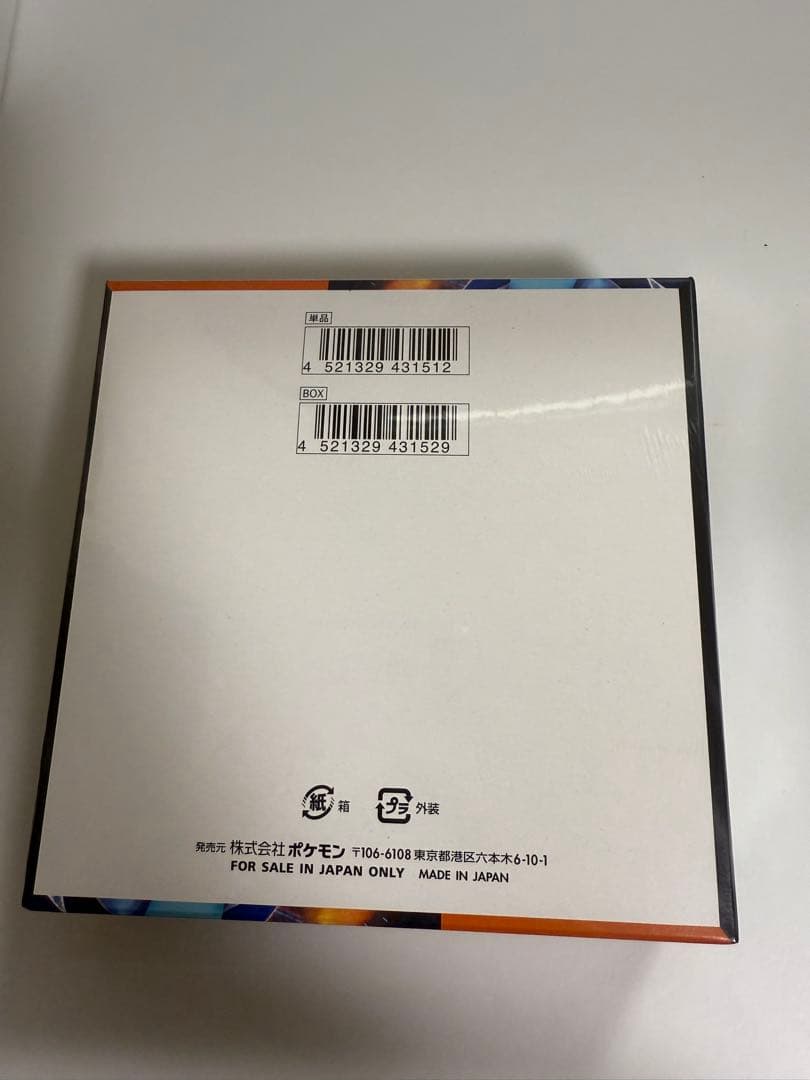 単品
4 521329 431512
BOX
4 521329 431529
紙 箱 プラ 外装
発売元 株式会社 ポケモン 〒106-6108 東京都港区六本木6-10-1
FOR SALE IN JAPAN ONLY MADE IN JAPAN